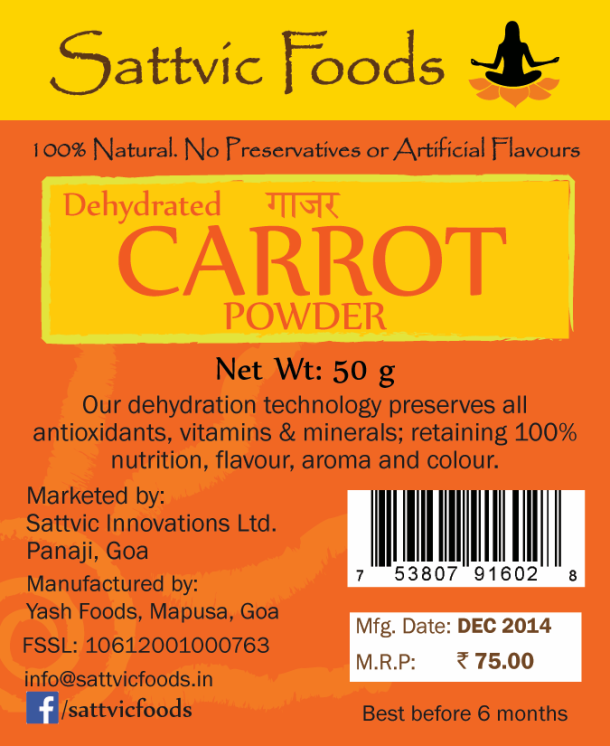 Sattvic Foods
100% Natural. No Preservatives or Artificial Flavours
Dehydrated गाजर
CARROT
POWDER
Net Wt: 50 g
Our dehydration technology preserves all
antioxidants, vitamins & minerals; retaining 100%
nutrition, flavour, aroma and colour.
Marketed by:
Sattvic Innovations Ltd.
Panaji, Goa
Manufactured by:
Yash Foods, Mapusa, Goa
FSSL: 10612001000763
info@sattvicfoods.in
f /sattvicfoods
7 53807 91602 8
Mfg. Date: DEC 2014
M.R.P: ₹ 75.00
Best before 6 months